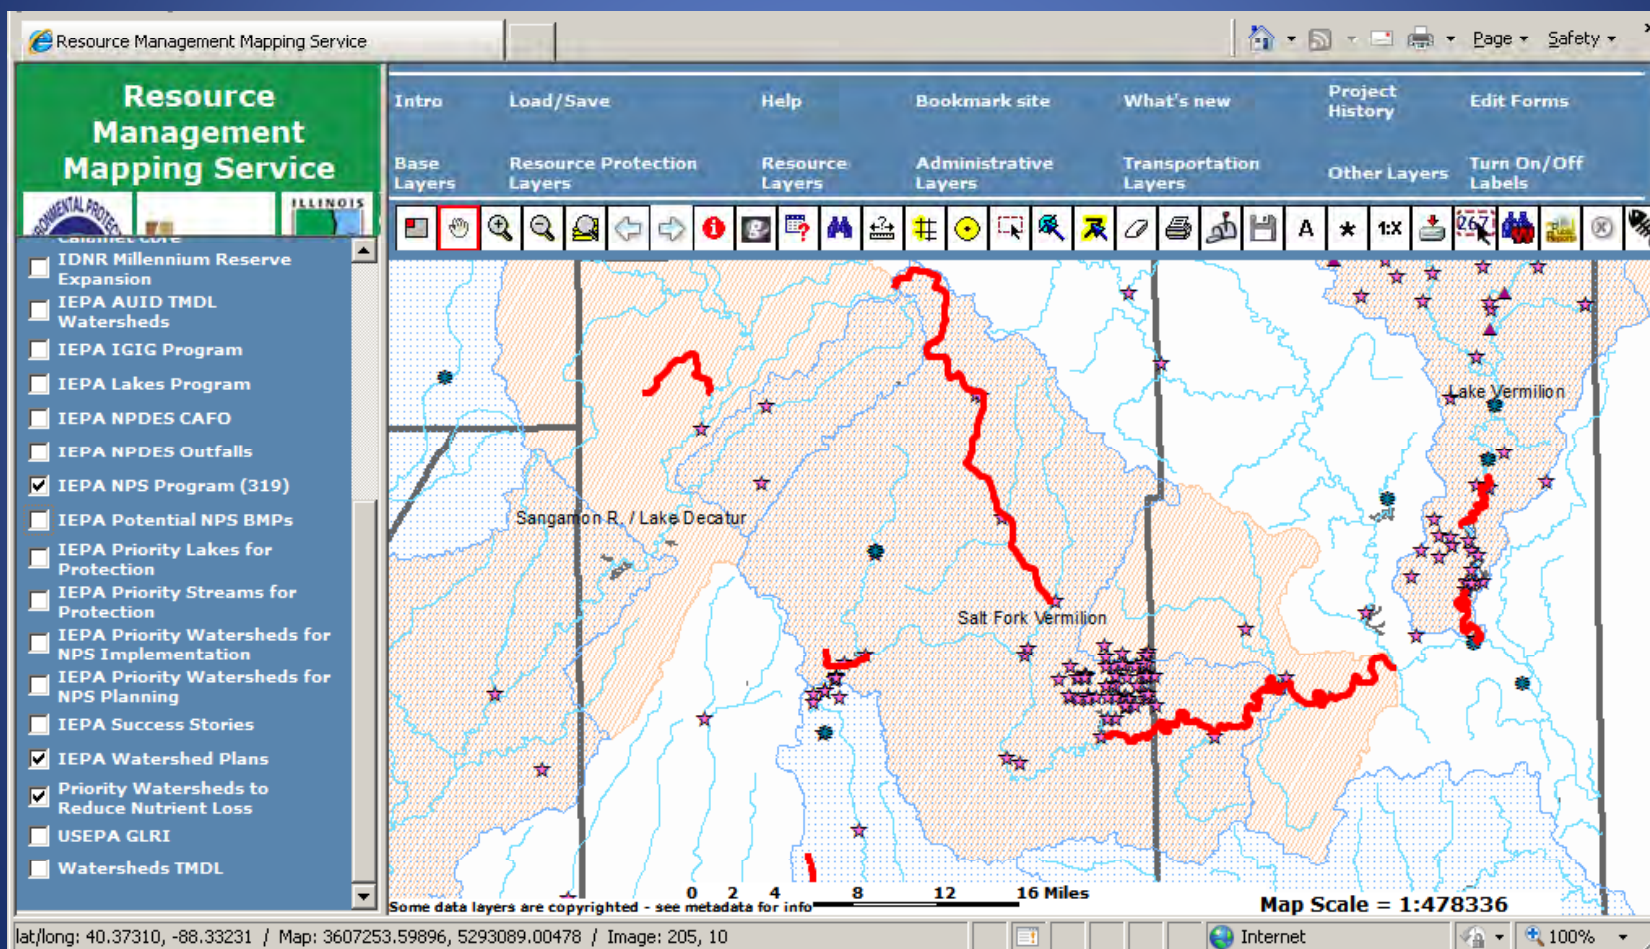 Resource Management Mapping Service
Page
Safety
Resource
Management
Mapping Service
ILLINOIS
Intro
Load/Save
Help
Bookmark site
What's new
Project
History
Edit Forms
Base
Layers
Resource Protection
Layers
Resource
Layers
Administrative
Layers
Transportation
Layers
Other Layers
Turn On/Off
Labels
A
1:X
Calumet Core
IDNR Millennium Reserve
Expansion
IEPA AUID TMDL
Watersheds
IEPA IGIG Program
IEPA Lakes Program
IEPA NPDES CAFO
IEPA NPDES Outfalls
IEPA NPS Program (319)
IEPA Potential NPS BMPs
IEPA Priority Lakes for
Protection
IEPA Priority Streams for
Protection
IEPA Priority Watersheds for
NPS Implementation
IEPA Priority Watersheds for
NPS Planning
IEPA Success Stories
IEPA Watershed Plans
Priority Watersheds to
Reduce Nutrient Loss
USEPA GLRI
Watersheds TMDL
Lake Vermilion
Sangamon R. / Lake Decatur
Salt Fork Vermilion
0 2 4 8 12 16 Miles
Some data layers are copyrighted - see metadata for info
Map Scale = 1:478336
lat/long: 40.37310, -88.33231 / Map: 3607253.59896, 5293089.00478 / Image: 205, 10
Internet
100%